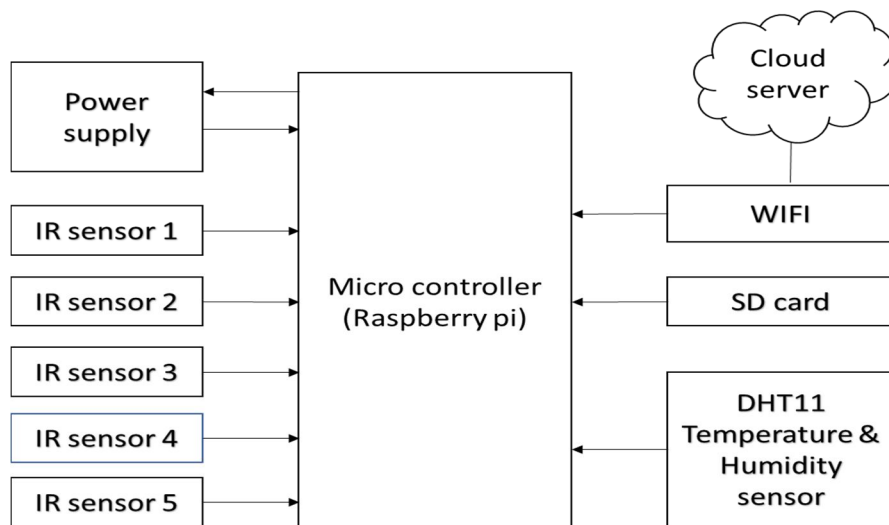 Power
supply
IR sensor 1
IR sensor 2
IR sensor 3
IR sensor 4
IR sensor 5
Micro controller
(Raspberry pi)
Cloud
server
WIFI
SD card
DHT11
Temperature &
Humidity
sensor